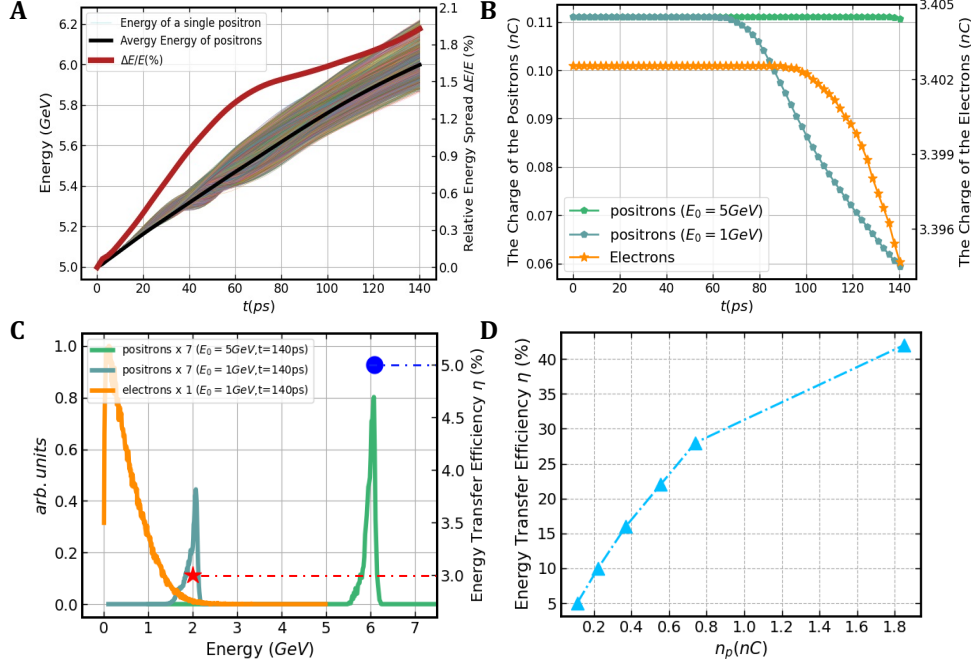 A
Energy of a single positron
Avergy Energy of positrons
ΔE/E(%)
Energy (GeV)
6.2
6.0
5.8
5.6
5.4
5.2
5.0
2.1
1.8
1.5
1.2
0.9
0.6
0.3
0.0
Relative Energy Spread ΔE/E (%)
0 20 40 60 80 100 120 140
t(ps)
B
The Charge of the Positrons (nC)
0.11
0.10
0.09
0.08
0.07
0.06
3.405
3.402
3.399
3.396
The Charge of the Electrons (nC)
positrons (E₀ = 5GeV)
positrons (E₀ = 1GeV)
Electrons
0 20 40 60 80 100 120 140
t(ps)
C
positrons x 7 (E₀ = 5GeV,t=140ps)
positrons x 7 (E₀ = 1GeV,t=140ps)
electrons x 1 (E₀ = 1GeV,t=140ps)
arb. units
1.0
0.8
0.6
0.4
0.2
0.0
5.0
4.5
4.0
3.5
3.0
Energy Transfer Efficiency η (%)
0 1 2 3 4 5 6 7
Energy (GeV)
D
Energy Transfer Efficiency η (%)
40
35
30
25
20
15
10
5
0.2 0.4 0.6 0.8 1.0 1.2 1.4 1.6 1.8
nₚ(nC)